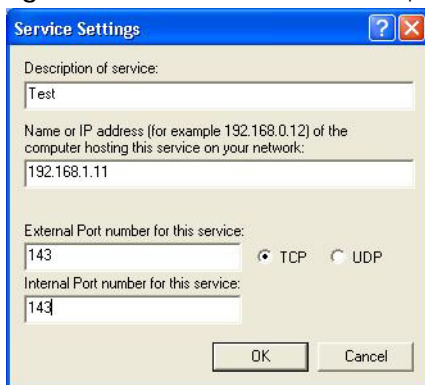 Service Settings
Description of service:
Test
Name or IP address (for example 192.168.0.12) of the
computer hosting this service on your network:
192.168.1.11
External Port number for this service:
143
TCP
UDP
Internal Port number for this service:
143
OK
Cancel